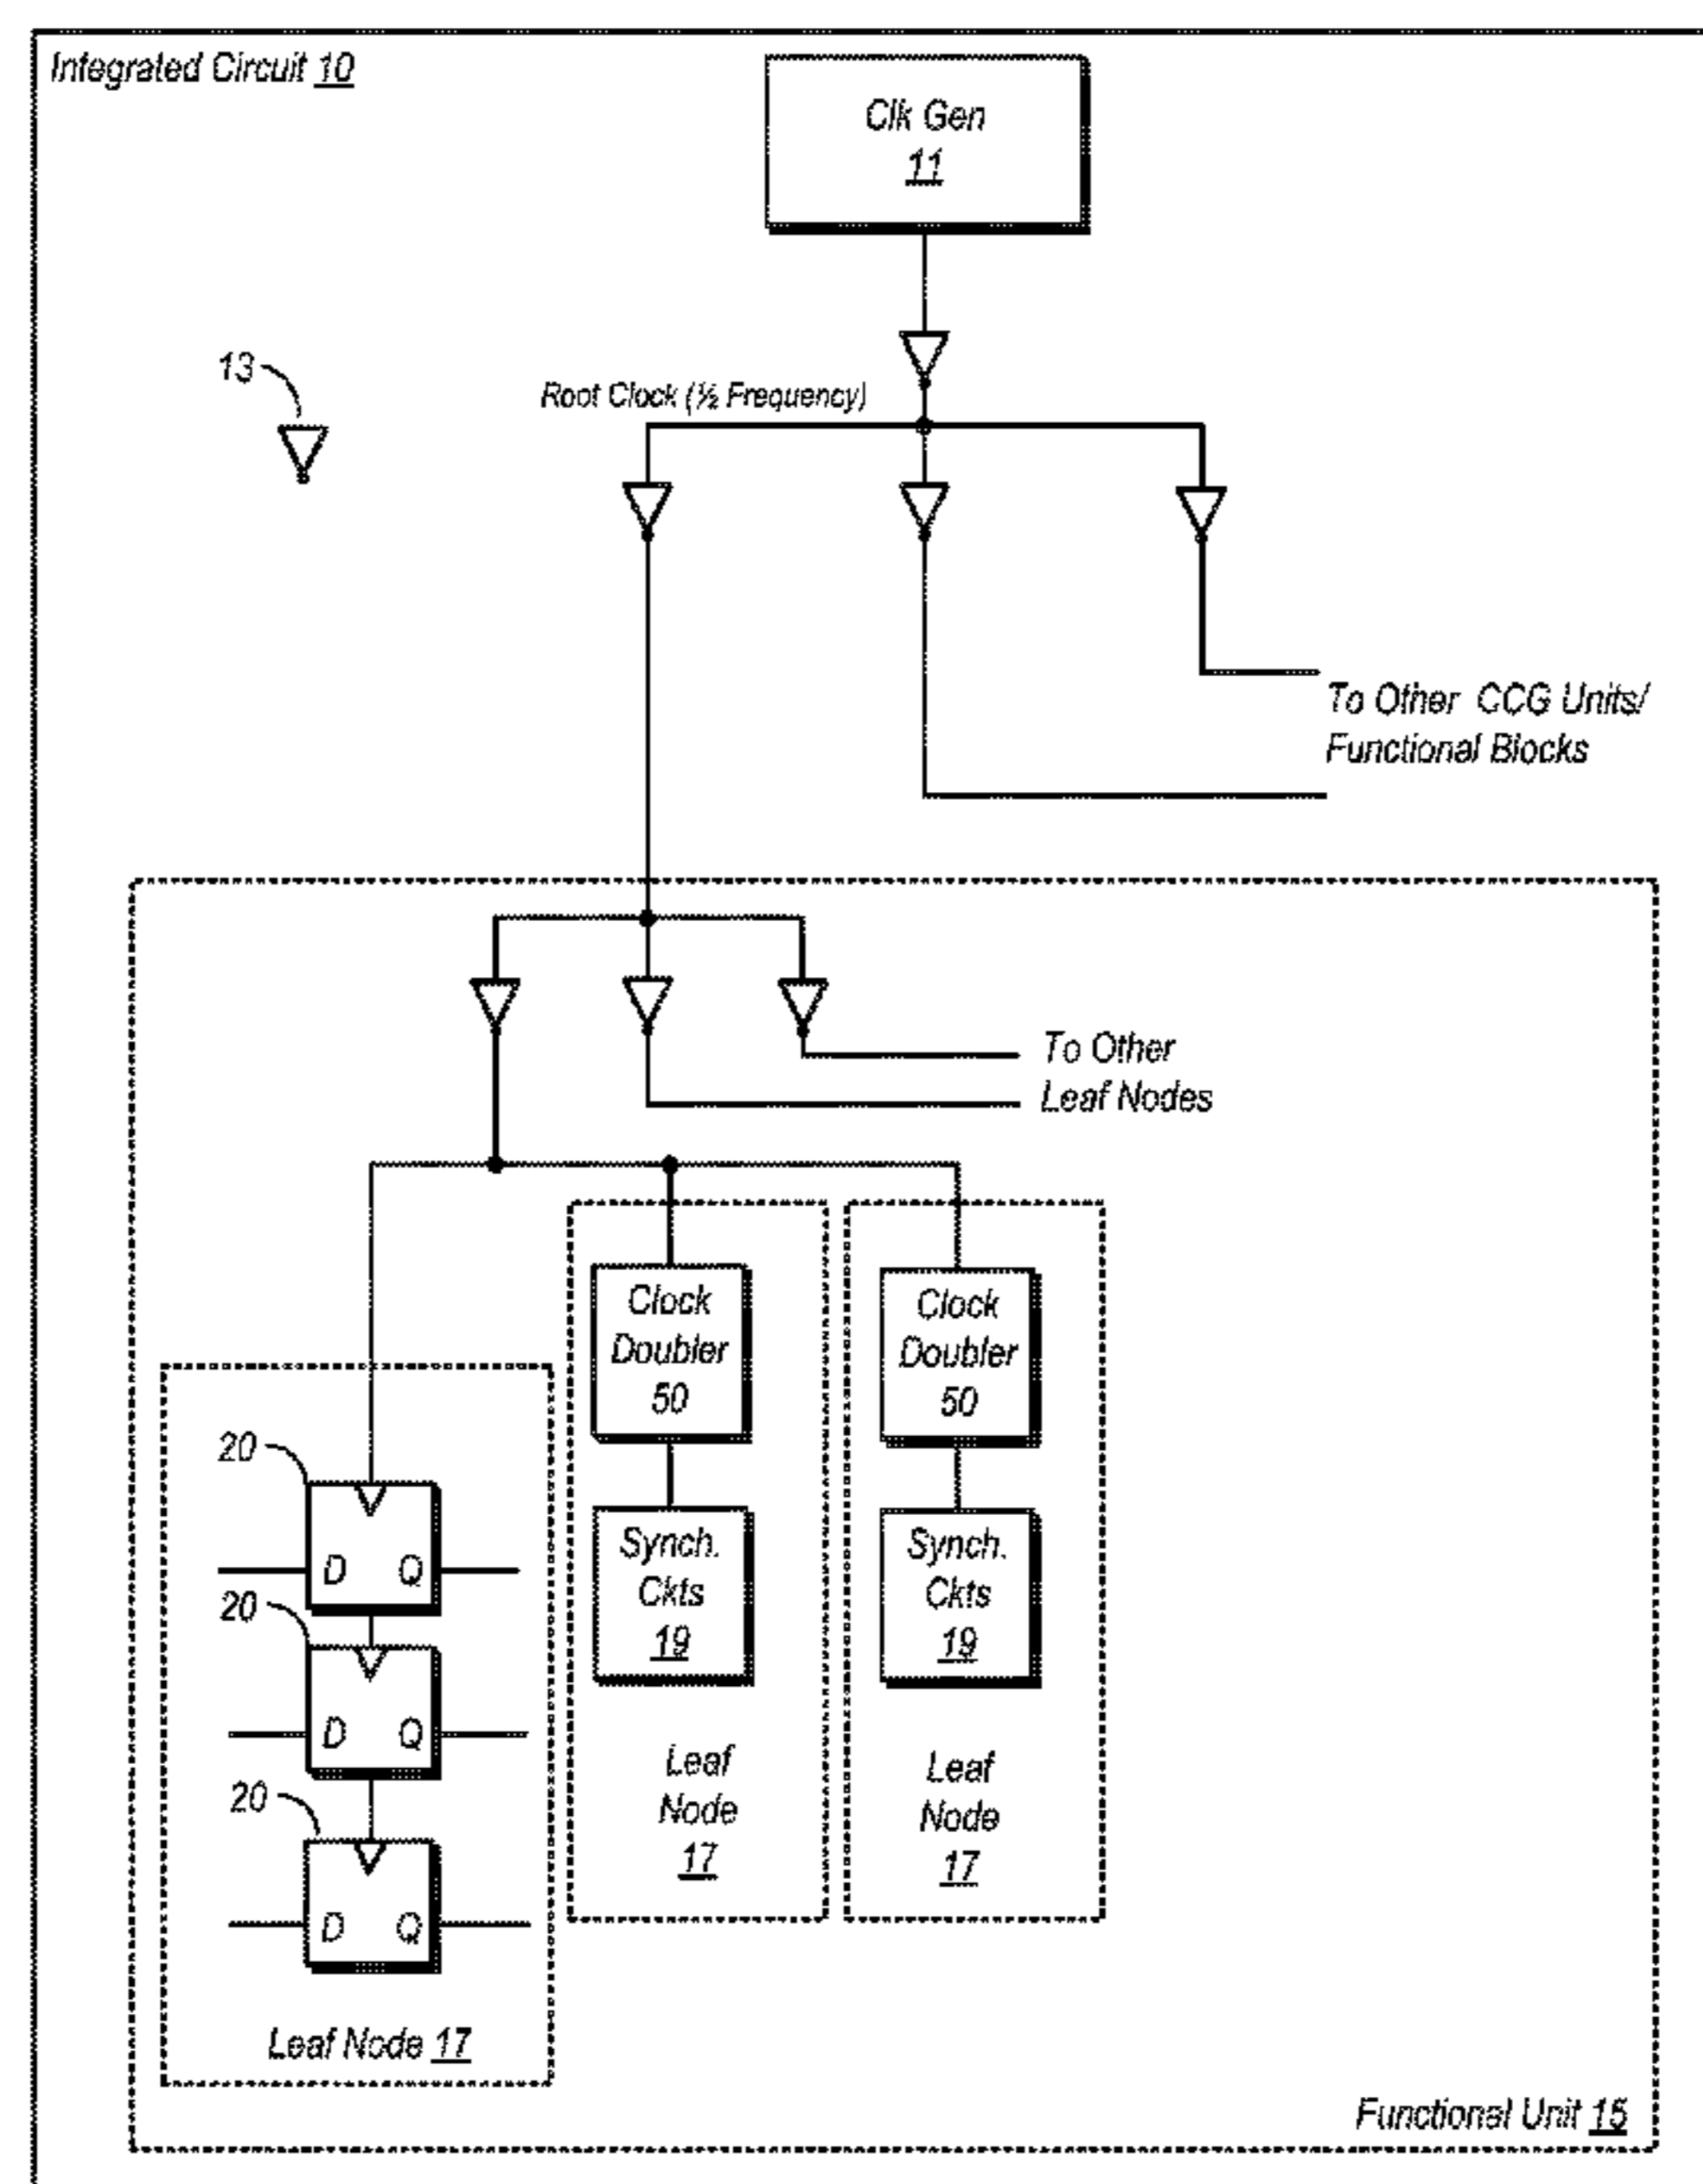 Integrated Circuit 10
Clk Gen
11
13
Root Clock (½ Frequency)
To Other CCG Units/
Functional Blocks
To Other
Leaf Nodes
Clock
Doubler
50
Clock
Doubler
50
20
D Q
20
D Q
20
D Q
Synch.
Ckts
19
Synch.
Ckts
19
Leaf
Node
17
Leaf
Node
17
Leaf Node 17
Functional Unit 15